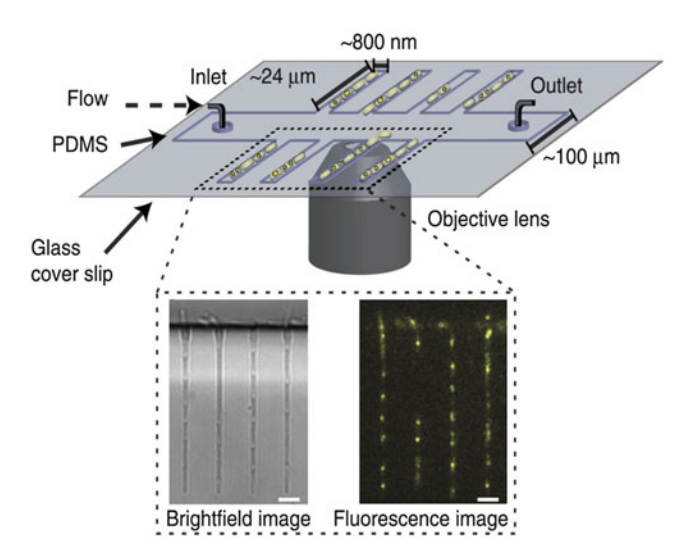 ~800 nm
Inlet
~24 μm
Flow
Outlet
PDMS
~100 μm
Objective lens
Glass
cover slip
Brightfield image
Fluorescence image